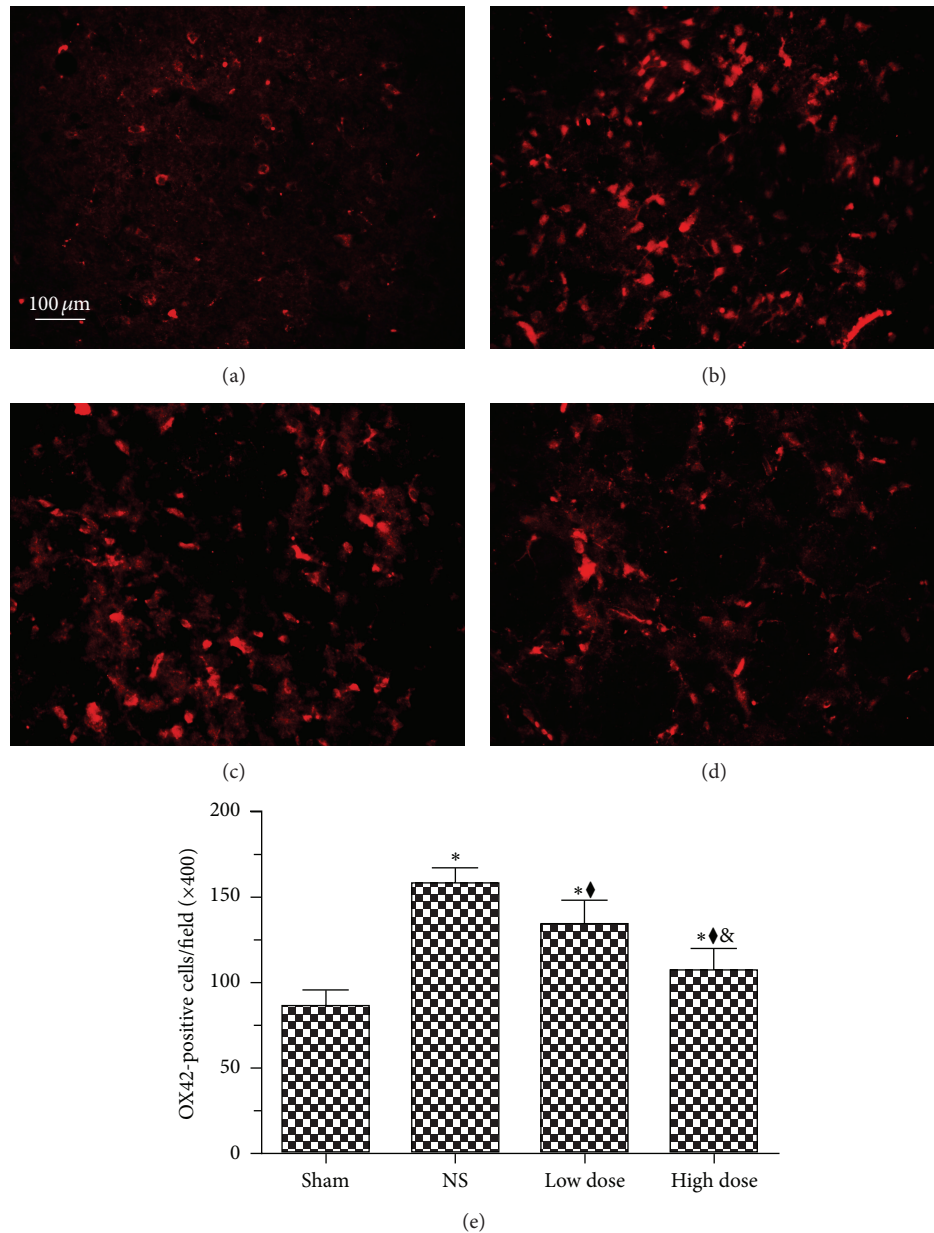 100 μm
(a)
(b)
(c)
(d)
200
150
100
50
0
OX42-positive cells/field (×400)
*
*♦
*♦&
Sham NS Low dose High dose
(e)